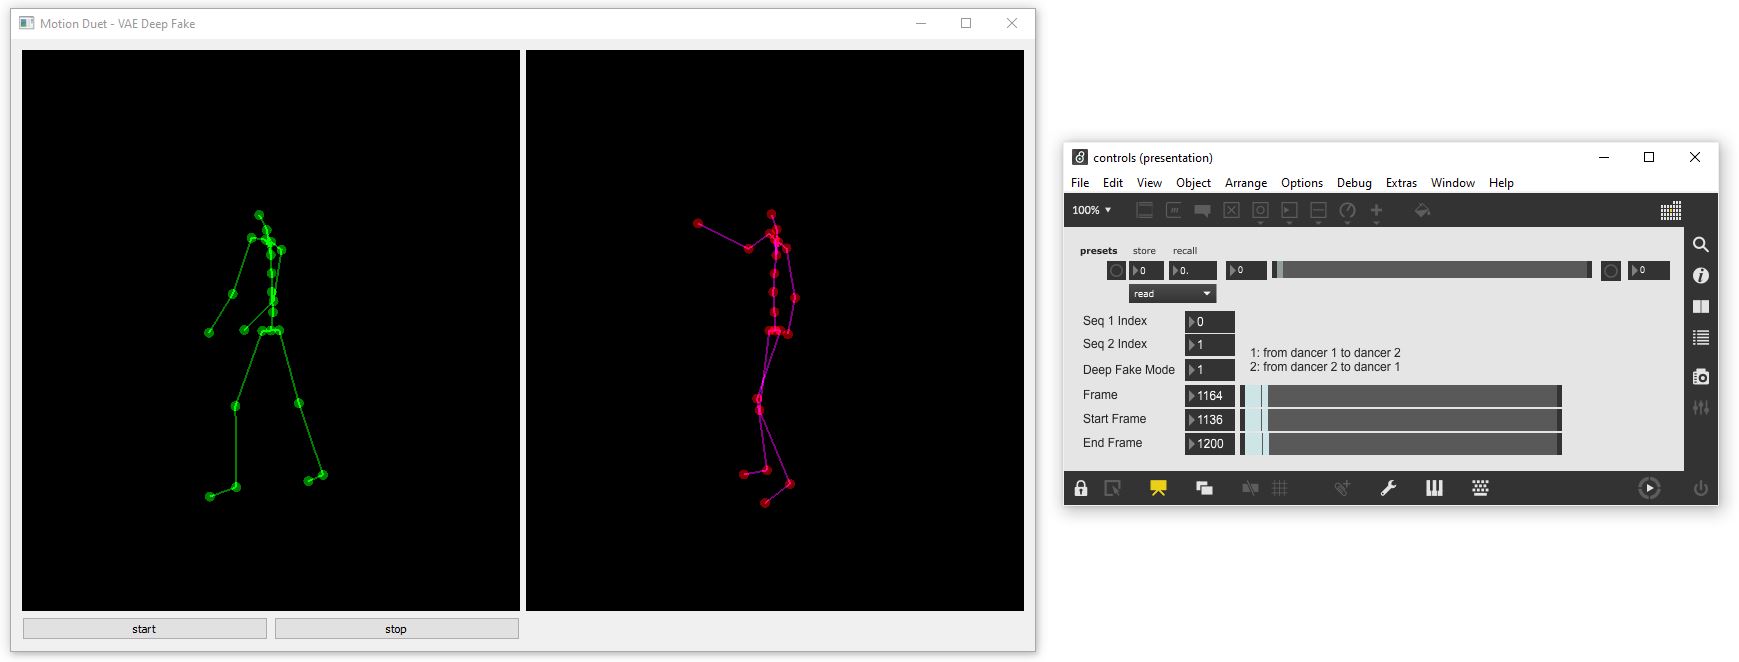 Motion Duet - VAE Deep Fake
start
stop
controls (presentation)
File Edit View Object Arrange Options Debug Extras Window Help
100%
presets store recall
0 0. 0 0
read
Seq 1 Index 0
Seq 2 Index 1
1: from dancer 1 to dancer 2
2: from dancer 2 to dancer 1
Deep Fake Mode 1
Frame 1164
Start Frame 1136
End Frame 1200